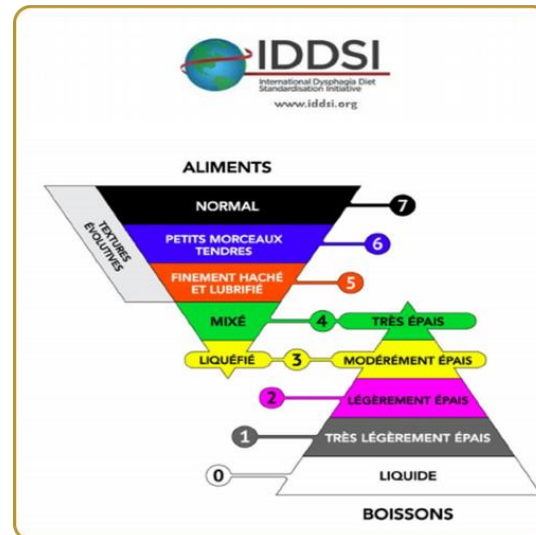 IDDSI
International Dysphagia Diet
Standardisation Initiative
www.iddsi.org
ALIMENTS
TEXTURES
ÉVOLUTIVES
NORMAL
7
PETITS MORCEAUX
TENDRES
6
FINEMENT HACHÉ
ET LUBRIFIÉ
5
MIXÉ
4
TRÈS ÉPAIS
LIQUÉFIÉ
3
MODÉRÉMENT ÉPAIS
2
LÉGÈREMENT ÉPAIS
1
TRÈS LÉGÈREMENT ÉPAIS
0
LIQUIDE
BOISSONS